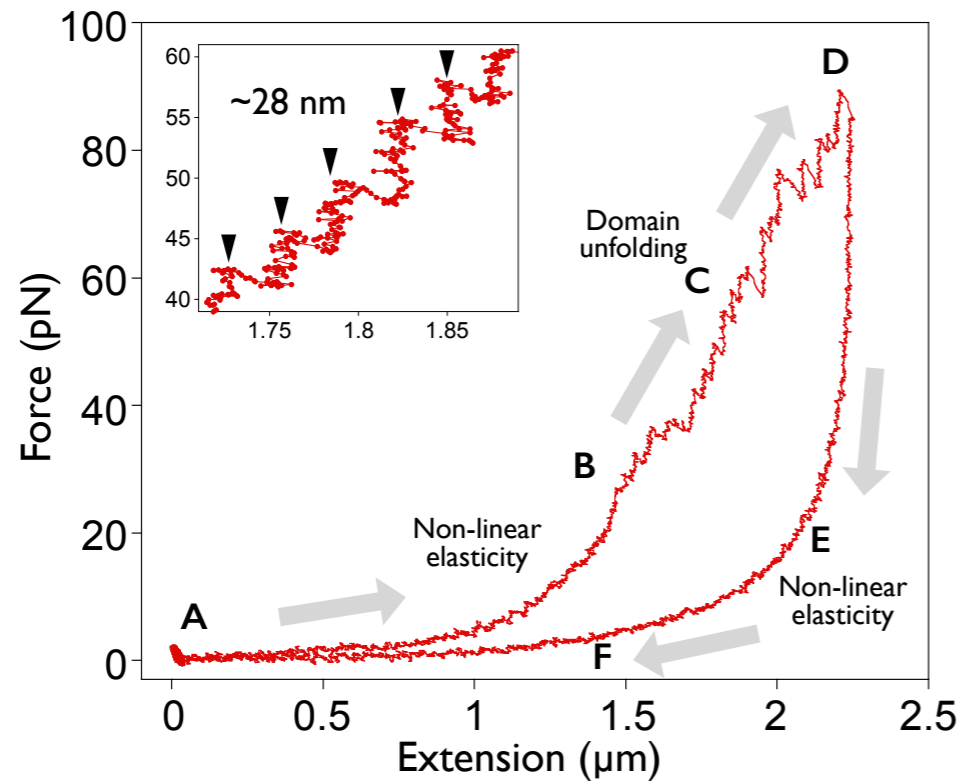 100
80
60
40
20
0
Force (pN)
60
55
50
45
40
~28 nm
1.75
1.8
1.85
D
Domain
unfolding
C
B
Non-linear
elasticity
A
E
Non-linear
elasticity
F
0
0.5
1
1.5
2
2.5
Extension (μm)